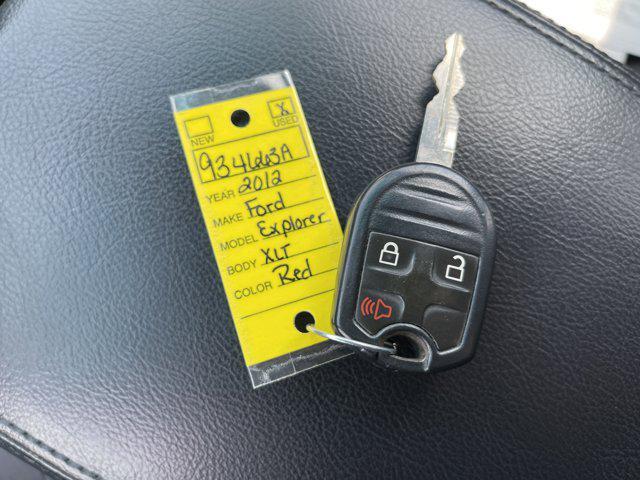 X
NEW USED
934663A
YEAR 2012
MAKE Ford
MODEL Explorer
BODY XLT
COLOR Red